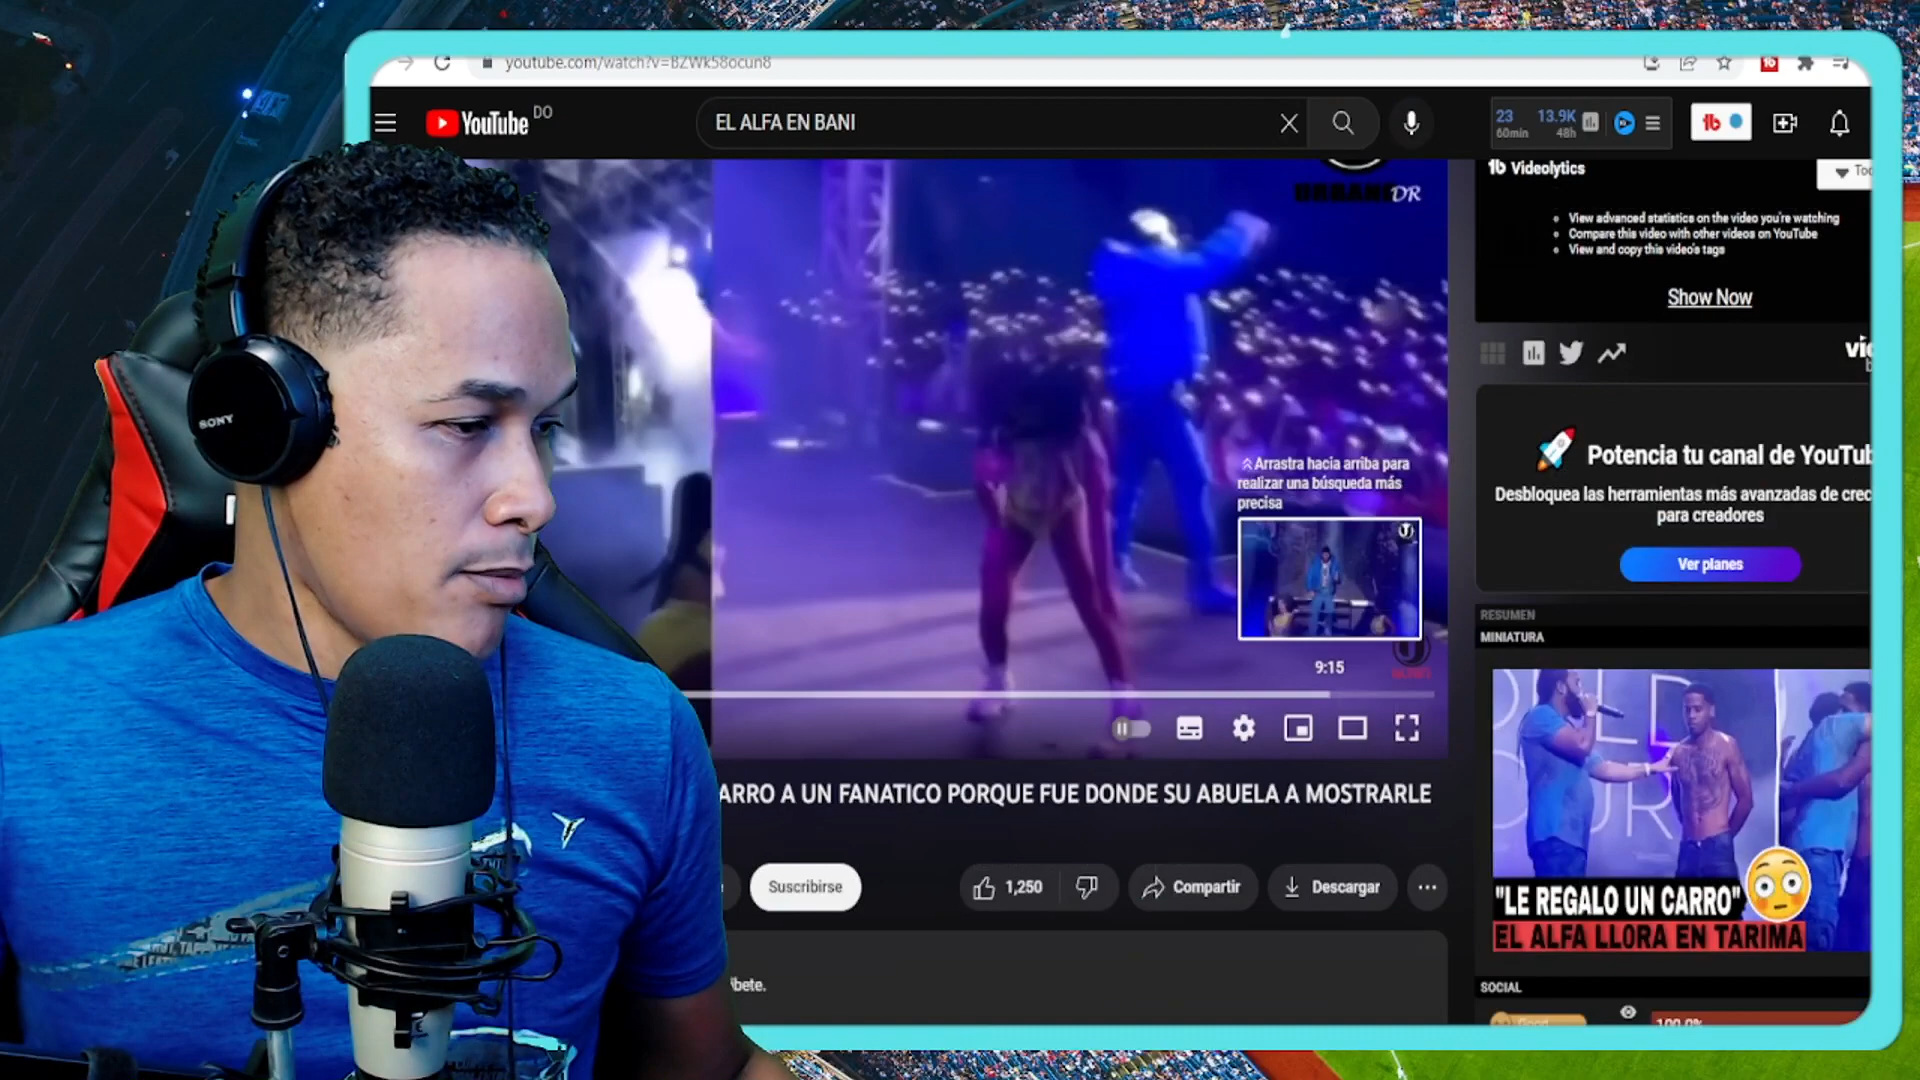 youtube.com/watch?v=BZWk58ocun8
YouTube DO
EL ALFA EN BANI
23 13.9K
60min 48h
Videolytics
View advanced statistics on the video you're watching
Compare this video with other videos on YouTube
View and copy this video's tags
Show Now
DR
SONY
Arrastra hacia arriba para
realizar una búsqueda más
precisa
9:15
Potencia tu canal de YouTub
Desbloquea las herramientas más avanzadas de crec
para creadores
Ver planes
RESUMEN
MINIATURA
ARRO A UN FANATICO PORQUE FUE DONDE SU ABUELA A MOSTRARLE
Suscribirse
1,250
Compartir
Descargar
"LE REGALO UN CARRO"
EL ALFA LLORA EN TARIMA
íbete.
SOCIAL
Good
100.0%